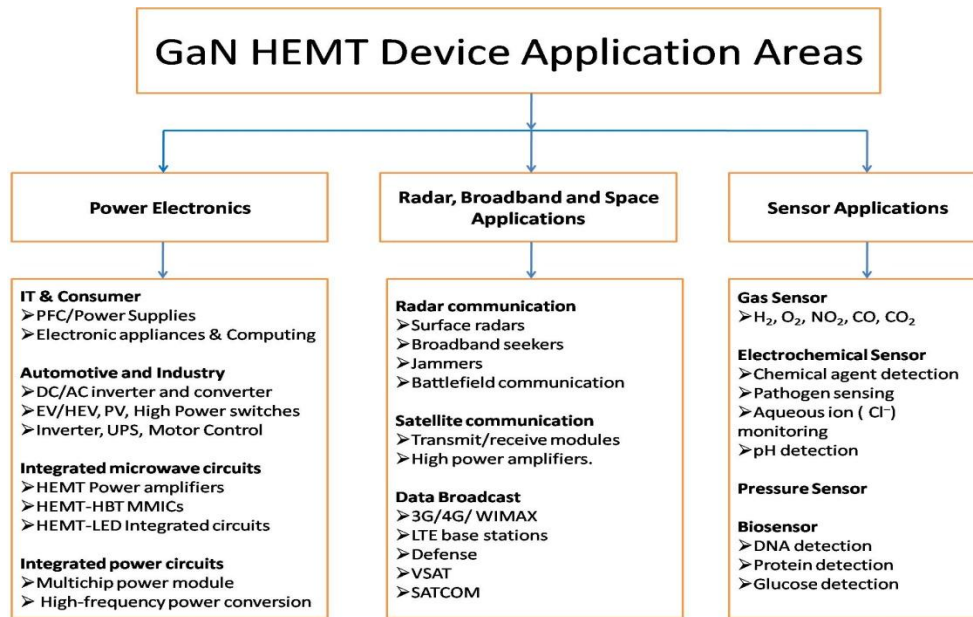 GaN HEMT Device Application Areas
Power Electronics
IT & Consumer
➢PFC/Power Supplies
➢Electronic appliances & Computing
Automotive and Industry
➢DC/AC inverter and converter
➢EV/HEV, PV, High Power switches
➢Inverter, UPS, Motor Control
Integrated microwave circuits
➢HEMT Power amplifiers
➢HEMT-HBT MMICs
➢HEMT-LED Integrated circuits
Integrated power circuits
➢Multichip power module
➢ High-frequency power conversion
Radar, Broadband and Space
Applications
Radar communication
➢Surface radars
➢Broadband seekers
➢Jammers
➢Battlefield communication
Satellite communication
➢Transmit/receive modules
➢High power amplifiers.
Data Broadcast
➢3G/4G/ WIMAX
➢LTE base stations
➢Defense
➢VSAT
➢SATCOM
Sensor Applications
Gas Sensor
➢H₂, O₂, NO₂, CO, CO₂
Electrochemical Sensor
➢Chemical agent detection
➢Pathogen sensing
➢Aqueous ion ( Cl⁻)
monitoring
➢pH detection
Pressure Sensor
Biosensor
➢DNA detection
➢Protein detection
➢Glucose detection